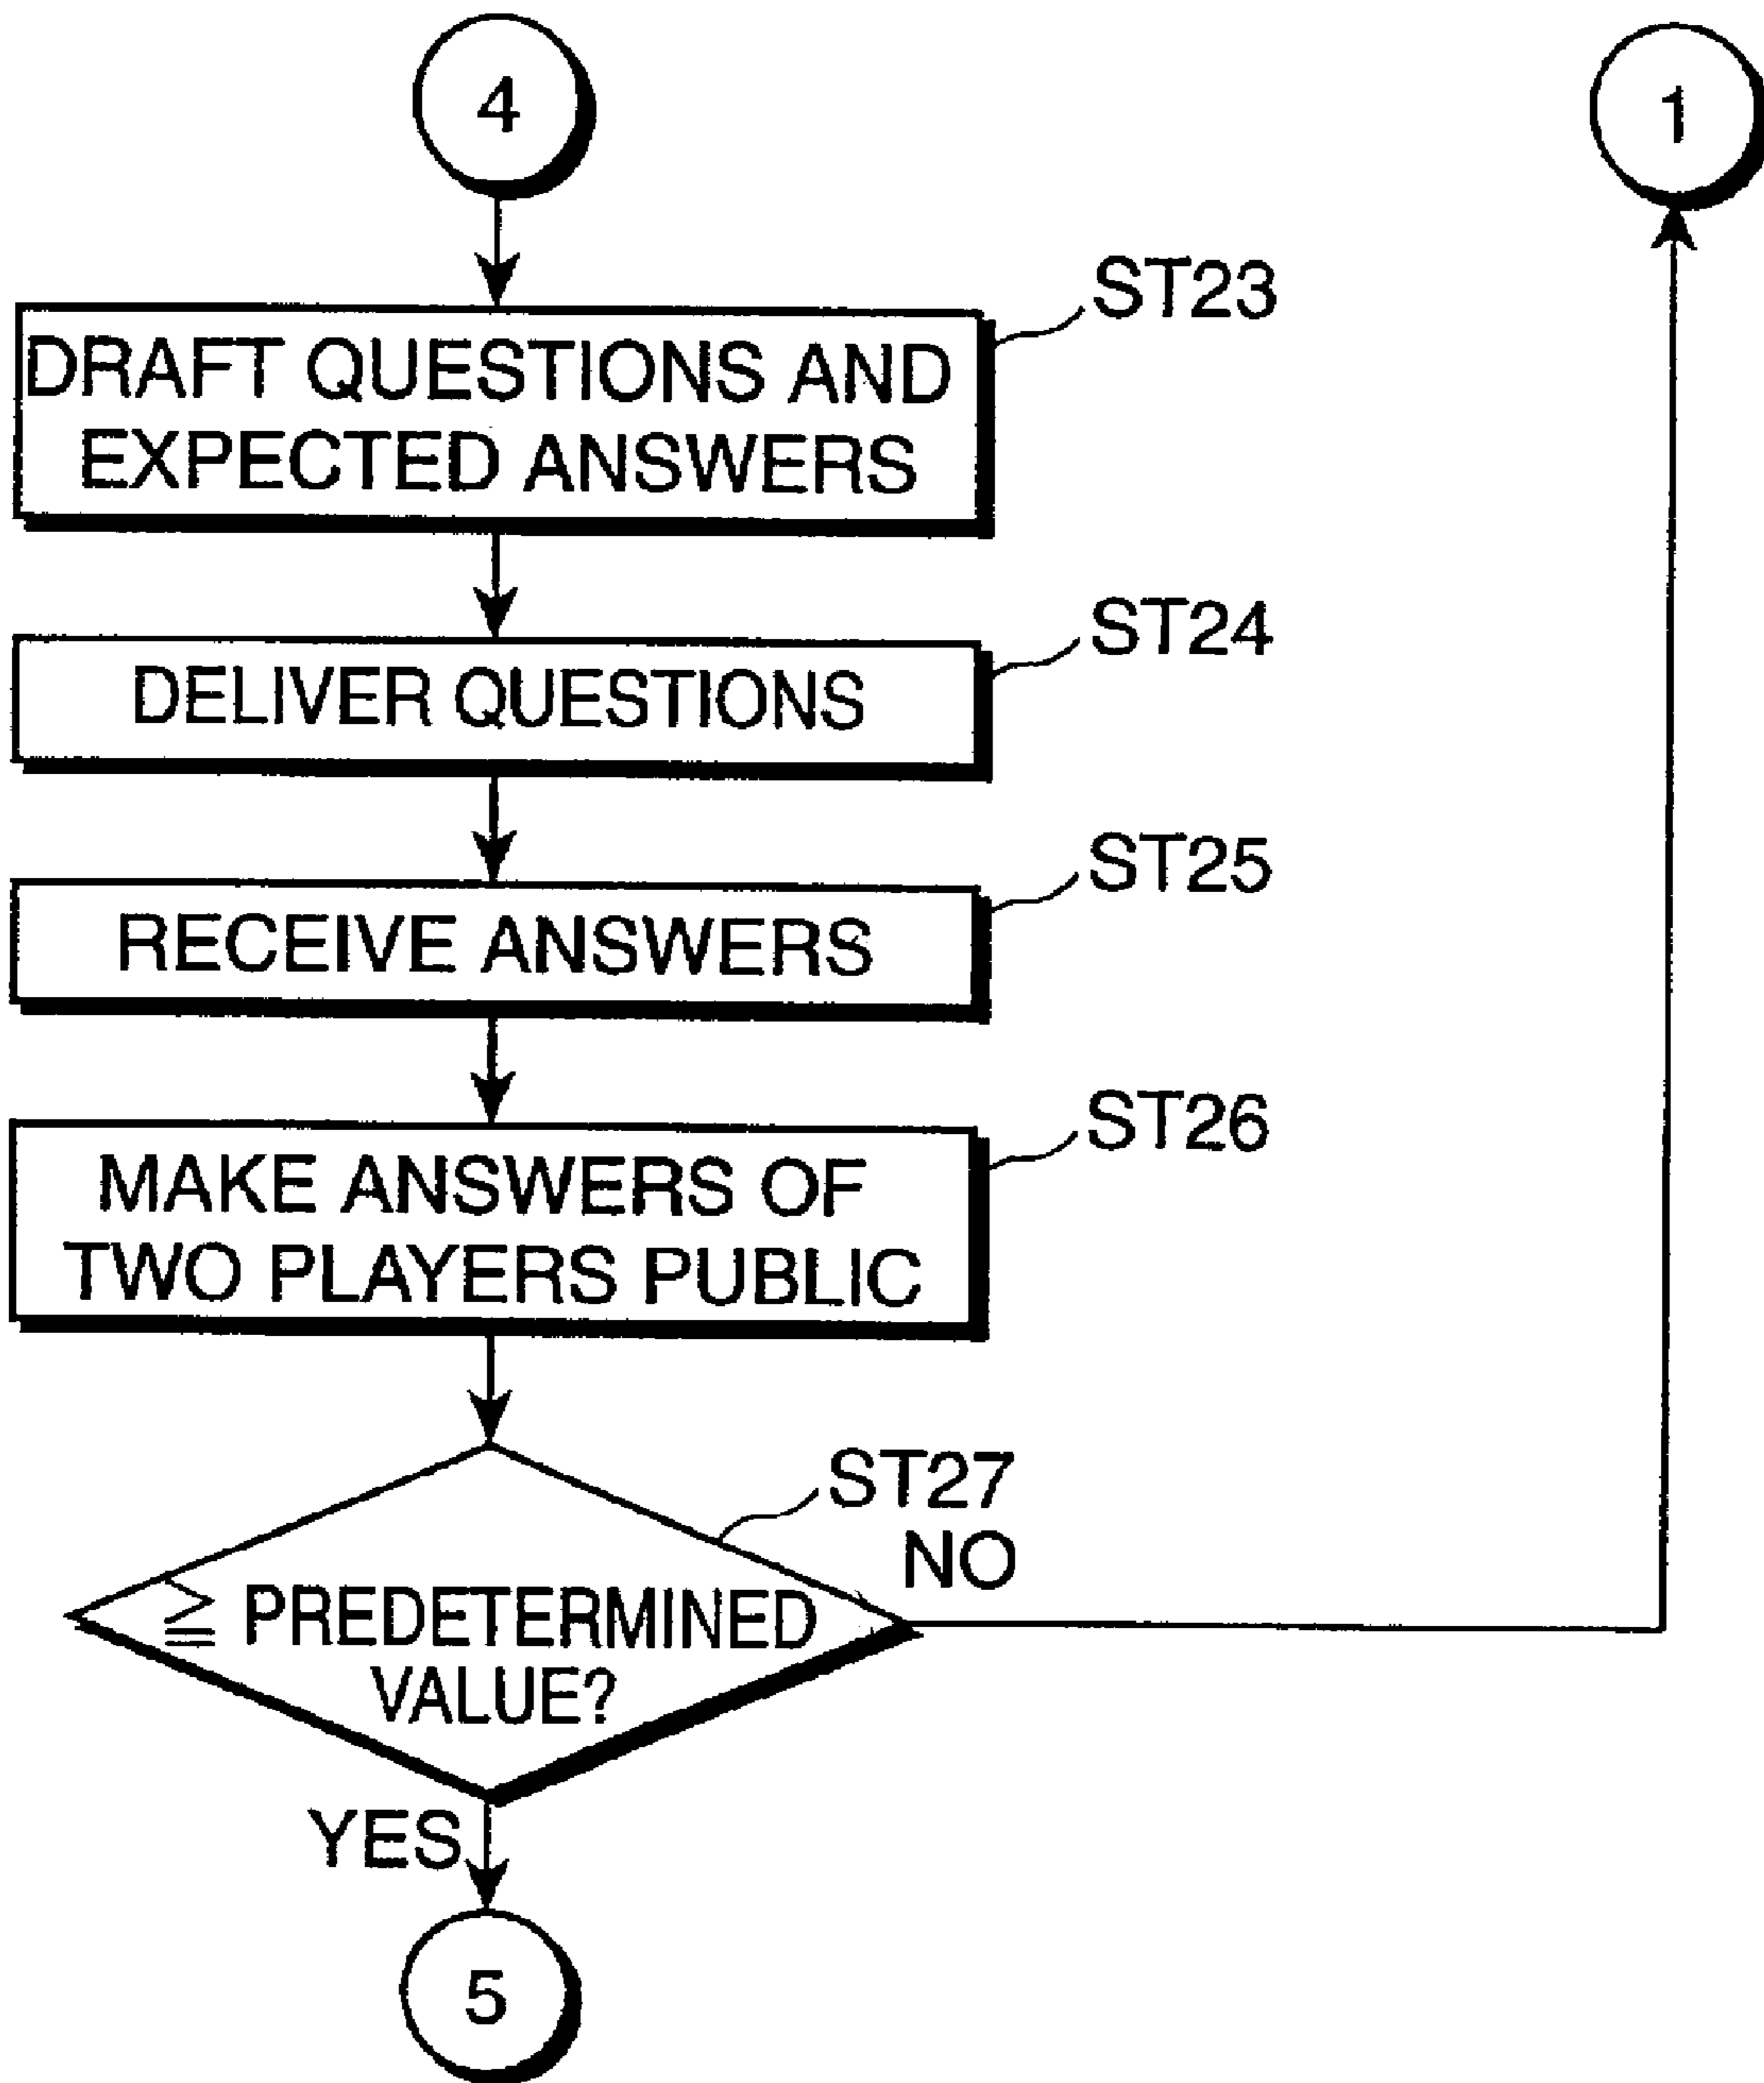 4
1
ST23
DRAFT QUESTIONS AND
EXPECTED ANSWERS
ST24
DELIVER QUESTIONS
ST25
RECEIVE ANSWERS
ST26
MAKE ANSWERS OF
TWO PLAYERS PUBLIC
ST27
NO
≧ PREDETERMINED
VALUE?
YES
5